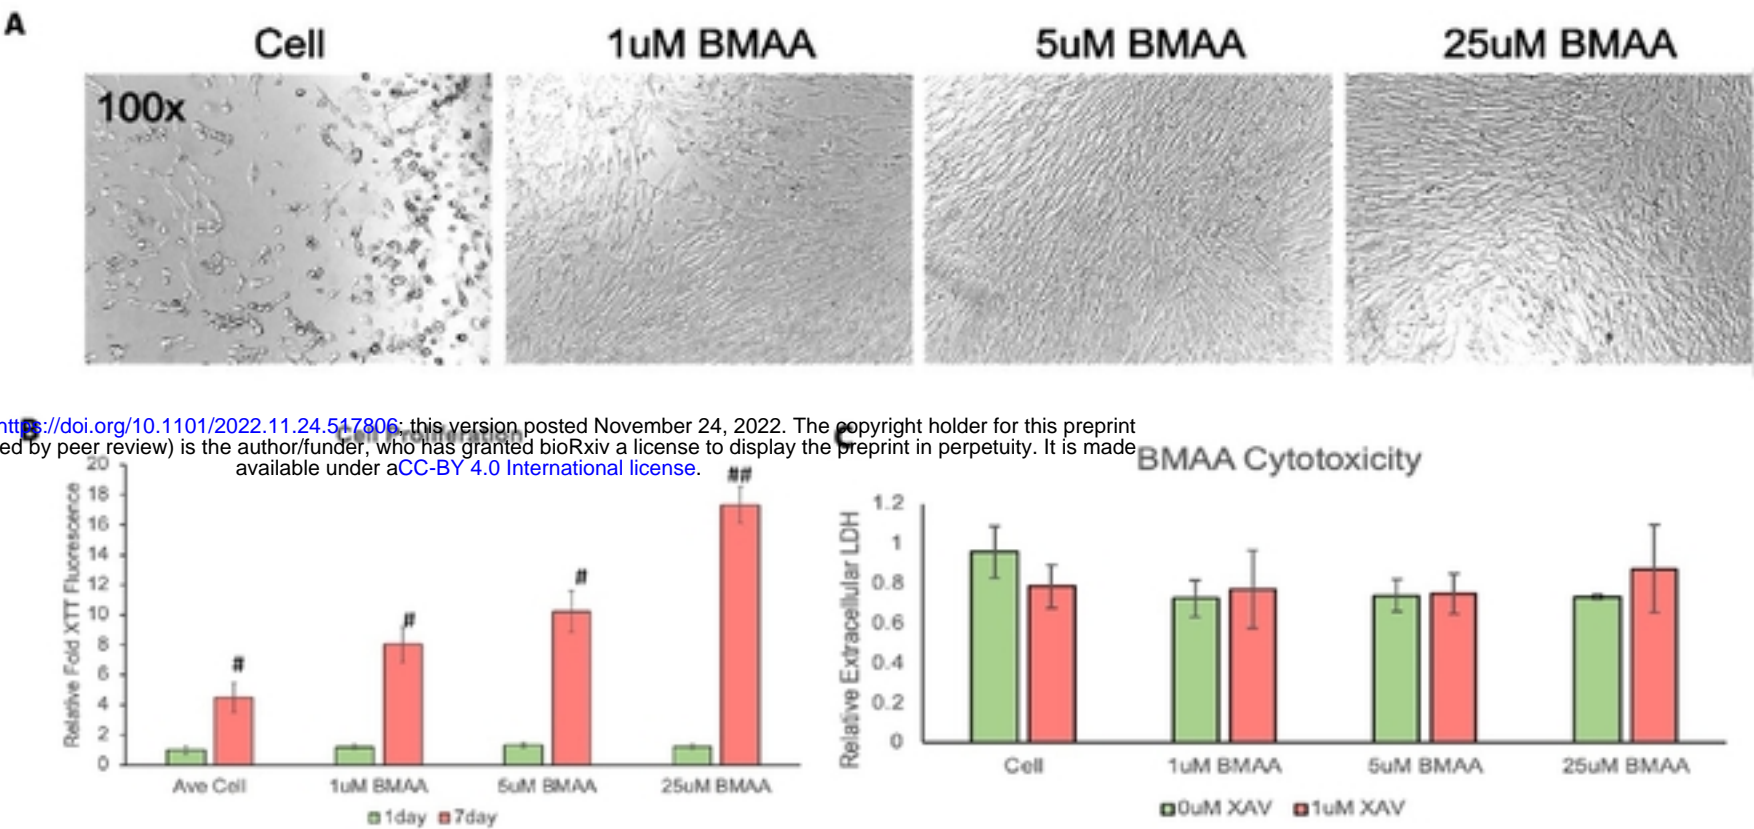 A
Cell
1uM BMAA
5uM BMAA
25uM BMAA
100x
https://doi.org/10.1101/2022.11.24.517806; this version posted November 24, 2022. The copyright holder for this preprint
ed by peer review) is the author/funder, who has granted bioRxiv a license to display the preprint in perpetuity. It is made
available under aCC-BY 4.0 International license.
B
Cell Proliferation
Relative Fold XTT Fluorescence
20
18
16
14
12
10
8
6
4
2
0
#
#
#
##
Ave Cell
1uM BMAA
5uM BMAA
25uM BMAA
1day
7day
C
BMAA Cytotoxicity
Relative Extracellular LDH
1.2
1
0.8
0.6
0.4
0.2
0
Cell
1uM BMAA
5uM BMAA
25uM BMAA
0uM XAV
1uM XAV